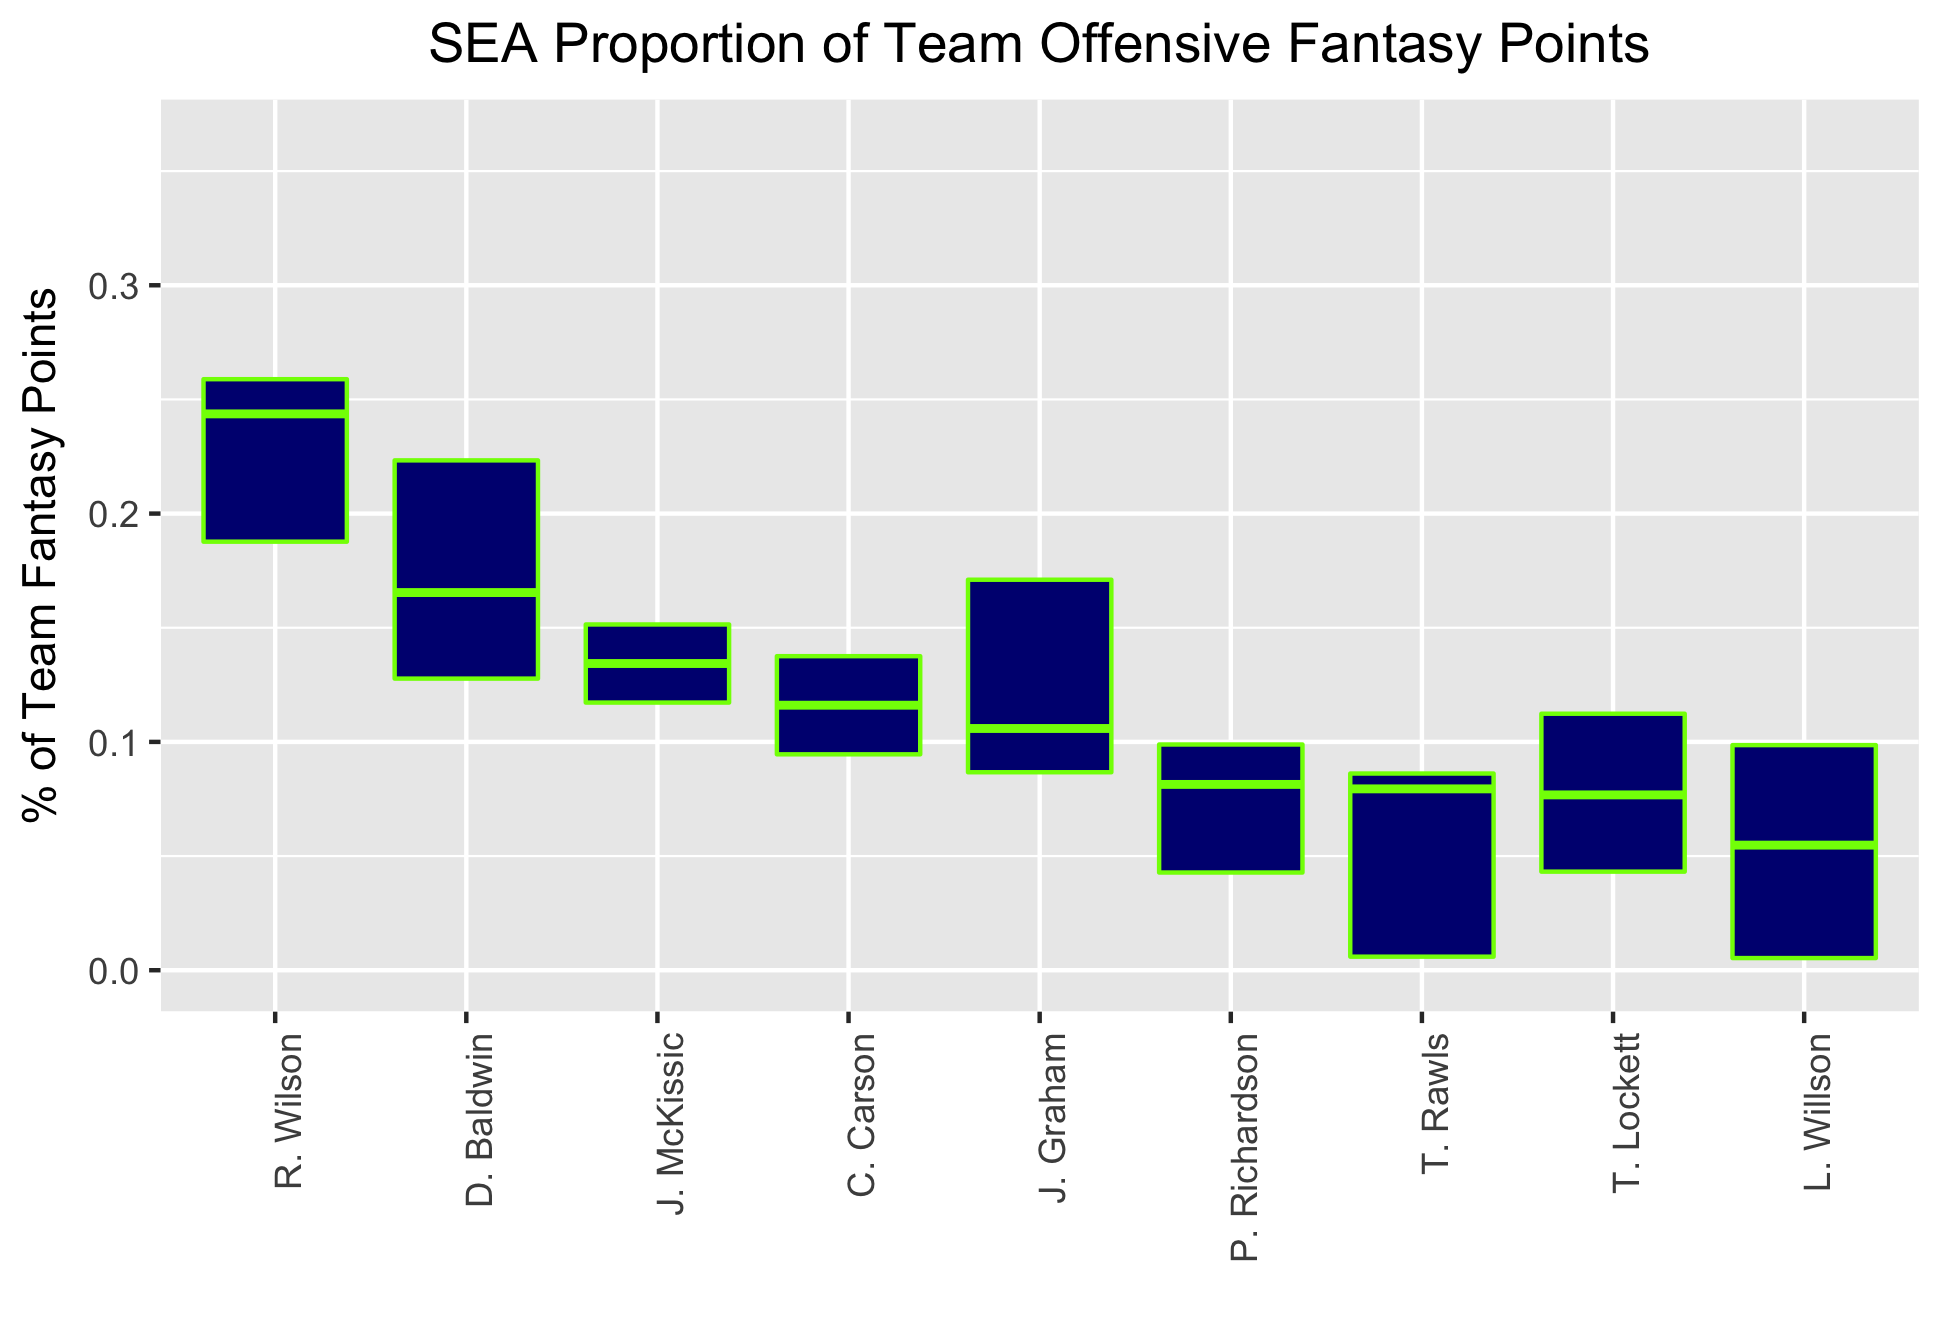 SEA Proportion of Team Offensive Fantasy Points
% of Team Fantasy Points
0.3
0.2
0.1
0.0
R. Wilson
D. Baldwin
J. McKissic
C. Carson
J. Graham
P. Richardson
T. Rawls
T. Lockett
L. Willson